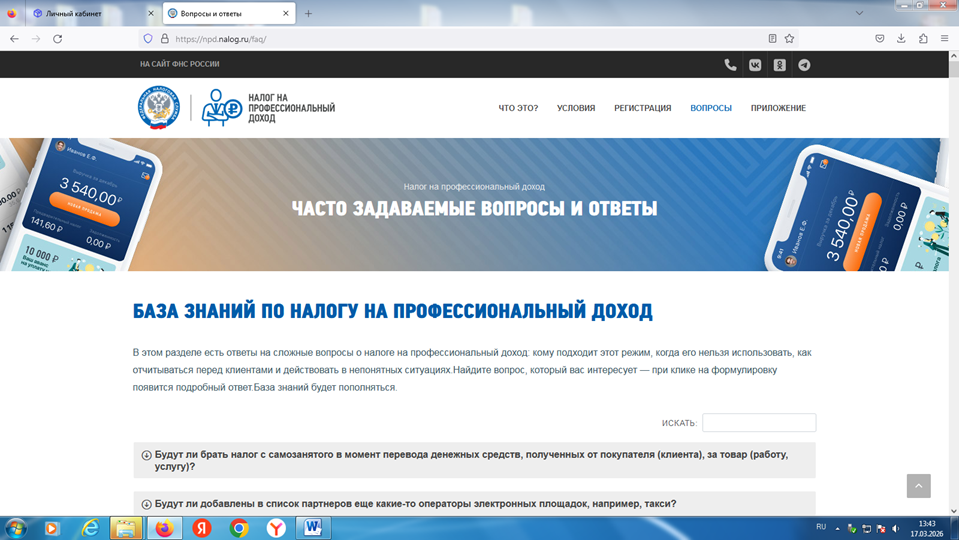 Личный кабинет
Вопросы и ответы
https://npd.nalog.ru/faq/
НА САЙТ ФНС РОССИИ
НАЛОГ НА
ПРОФЕССИОНАЛЬНЫЙ
ДОХОД
ЧТО ЭТО?
УСЛОВИЯ
РЕГИСТРАЦИЯ
ВОПРОСЫ
ПРИЛОЖЕНИЕ
Иванов Е.Ф.
3 540,00 ₽
НОВАЯ ПРОДАЖА
141,60 ₽
0,00 ₽
10 000 ₽
Налог на профессиональный доход
ЧАСТО ЗАДАВАЕМЫЕ ВОПРОСЫ И ОТВЕТЫ
9:41
Иванов Е.Ф.
3 540,00 ₽
НОВАЯ ПРОДАЖА
0,00 ₽
БАЗА ЗНАНИЙ ПО НАЛОГУ НА ПРОФЕССИОНАЛЬНЫЙ ДОХОД
В этом разделе есть ответы на сложные вопросы о налоге на профессиональный доход: кому подходит этот режим, когда его нельзя использовать, как
отчитываться перед клиентами и действовать в непонятных ситуациях.Найдите вопрос, который вас интересует — при клике на формулировку
появится подробный ответ.База знаний будет пополняться.
ИСКАТЬ:
Будут ли брать налог с самозанятого в момент перевода денежных средств, полученных от покупателя (клиента), за товар (работу,
услугу)?
Будут ли добавлены в список партнеров еще какие-то операторы электронных площадок, например, такси?
RU
13:43
17.03.2026